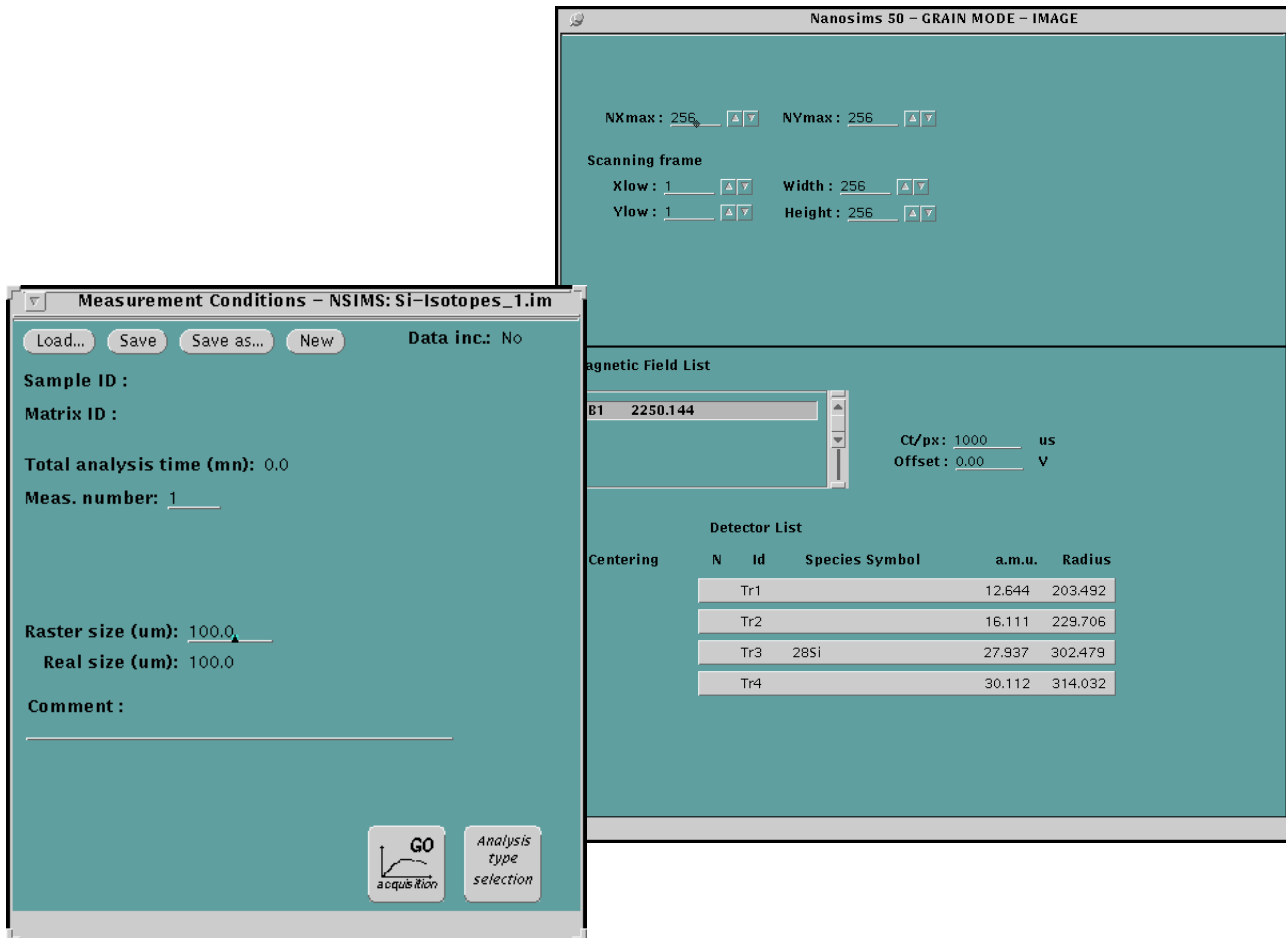 Nanosims 50 – GRAIN MODE – IMAGE
NXmax : 256 NYmax : 256
Scanning frame
Xlow : 1 Width : 256
Ylow : 1 Height : 256
agnetic Field List
B1 2250.144
Ct/px : 1000 us
Offset : 0.00 V
Detector List
Centering N Id Species Symbol a.m.u. Radius
Tr1 12.644 203.492
Tr2 16.111 229.706
Tr3 28Si 27.937 302.479
Tr4 30.112 314.032
Measurement Conditions – NSIMS: Si–Isotopes_1.im
Load... Save Save as... New Data inc.: No
Sample ID :
Matrix ID :
Total analysis time (mn): 0.0
Meas. number: 1
Raster size (um): 100.0
Real size (um): 100.0
Comment :
GO
acquisition
Analysis
type
selection